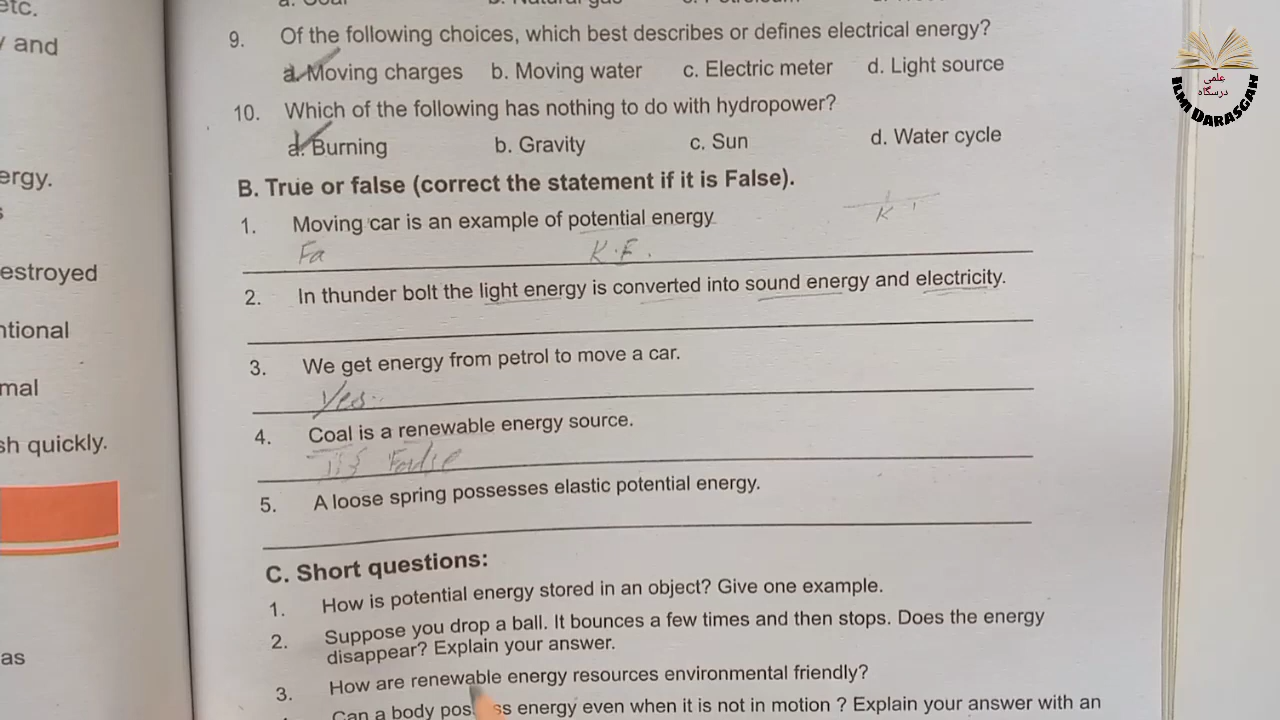 etc.
y and
ergy.
estroyed
ntional
mal
sh quickly.
as
9. Of the following choices, which best describes or defines electrical energy?
a. Moving charges b. Moving water c. Electric meter d. Light source
10. Which of the following has nothing to do with hydropower?
a. Burning b. Gravity c. Sun d. Water cycle
B. True or false (correct the statement if it is False).
1. Moving car is an example of potential energy
Fa K.E.
2. In thunder bolt the light energy is converted into sound energy and electricity.
3. We get energy from petrol to move a car.
Yes
4. Coal is a renewable energy source.
False
5. A loose spring possesses elastic potential energy.
C. Short questions:
1. How is potential energy stored in an object? Give one example.
2. Suppose you drop a ball. It bounces a few times and then stops. Does the energy
disappear? Explain your answer.
3. How are renewable energy resources environmental friendly?
Can a body energy even when it is not in motion ? Explain your answer with an
علمی
درسگاه
ILMI DARASGAH